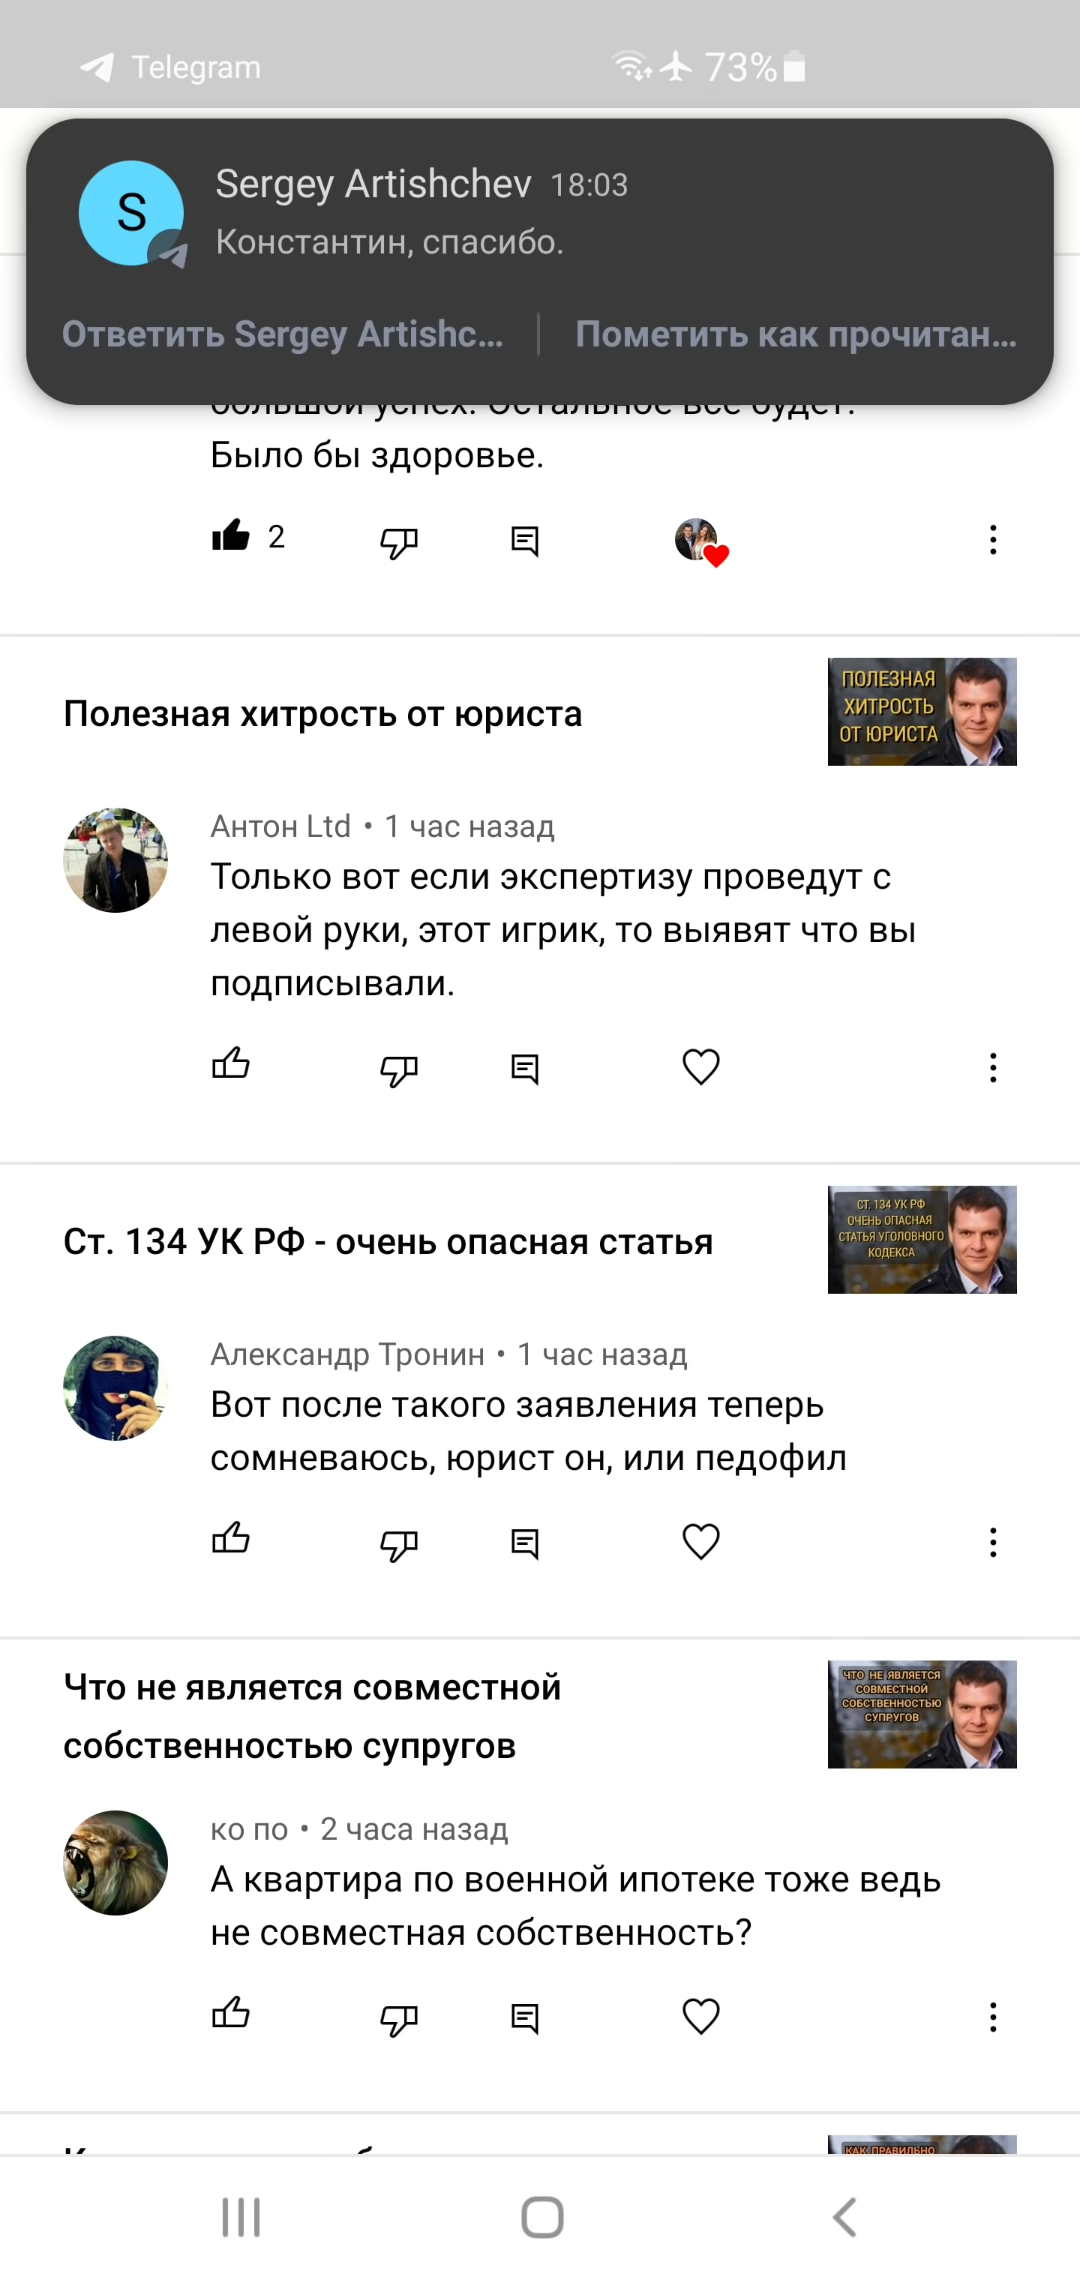 Telegram
73%
S
Sergey Artishchev 18:03
Константин, спасибо.
Ответить Sergey Artishc...
Пометить как прочитан...
большой успех. Остальное все будет.
Было бы здоровье.
2
Полезная хитрость от юриста
ПОЛЕЗНАЯ
ХИТРОСТЬ
ОТ ЮРИСТА
Антон Ltd • 1 час назад
Только вот если экспертизу проведут с
левой руки, этот игрик, то выявят что вы
подписывали.
Ст. 134 УК РФ - очень опасная статья
СТ. 134 УК РФ
ОЧЕНЬ ОПАСНАЯ
СТАТЬЯ УГОЛОВНОГО
КОДЕКСА
Александр Тронин • 1 час назад
Вот после такого заявления теперь
сомневаюсь, юрист он, или педофил
Что не является совместной
собственностью супругов
ЧТО НЕ ЯВЛЯЕТСЯ
СОВМЕСТНОЙ
СОБСТВЕННОСТЬЮ
СУПРУГОВ
ко по • 2 часа назад
А квартира по военной ипотеке тоже ведь
не совместная собственность?
КАК ПРАВИЛЬНО